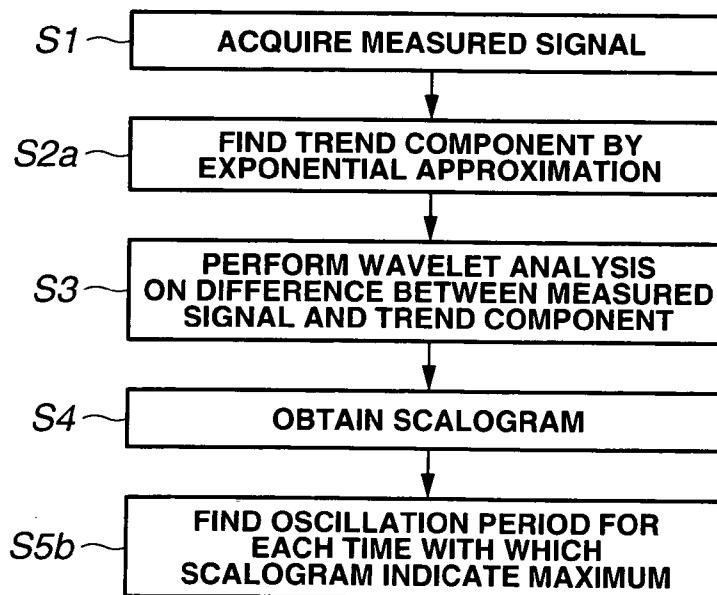 S1 ACQUIRE MEASURED SIGNAL
S2a FIND TREND COMPONENT BY
EXPONENTIAL APPROXIMATION
S3 PERFORM WAVELET ANALYSIS
ON DIFFERENCE BETWEEN MEASURED
SIGNAL AND TREND COMPONENT
S4 OBTAIN SCALOGRAM
S5b FIND OSCILLATION PERIOD FOR
EACH TIME WITH WHICH
SCALOGRAM INDICATE MAXIMUM